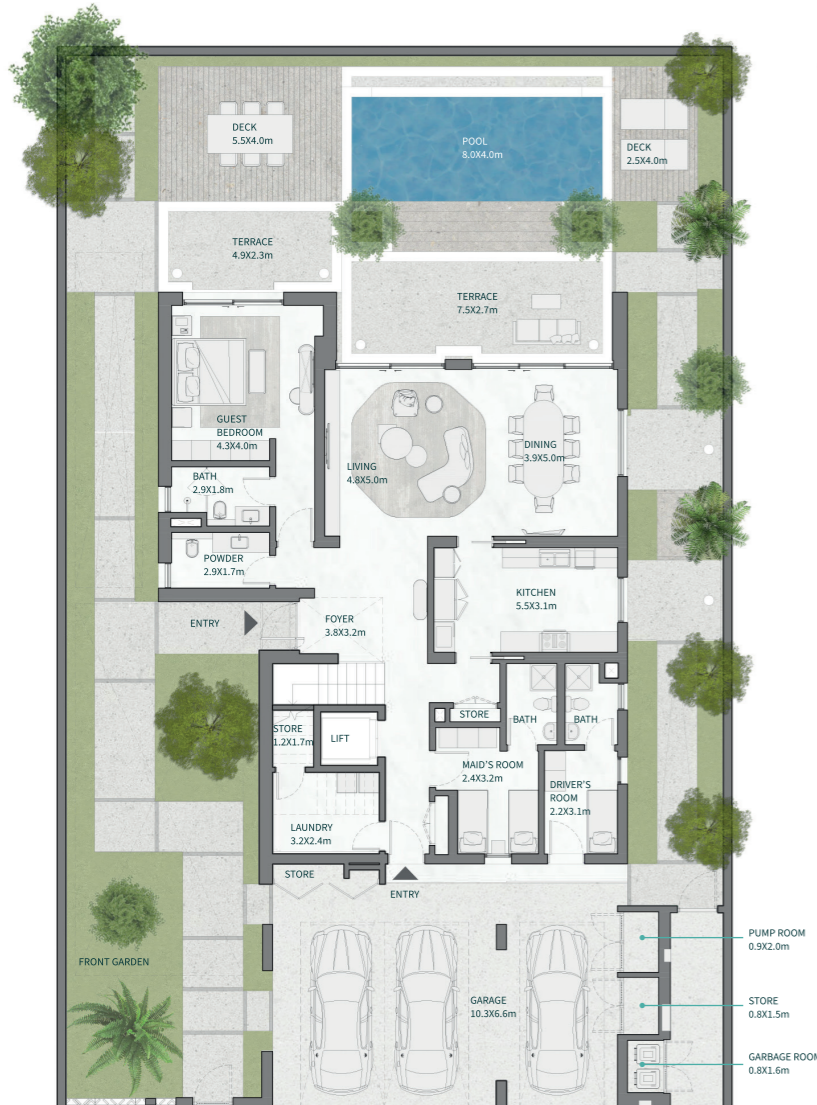 DECK
5.5X4.0m
POOL
8.0X4.0m
DECK
2.5X4.0m
TERRACE
4.9X2.3m
TERRACE
7.5X2.7m
GUEST
BEDROOM
4.3X4.0m
LIVING
4.8X5.0m
DINING
3.9X5.0m
BATH
2.9X1.8m
POWDER
2.9X1.7m
KITCHEN
5.5X3.1m
ENTRY
FOYER
3.8X3.2m
STORE
BATH
BATH
STORE
1.2X1.7m
LIFT
MAID'S ROOM
2.4X3.2m
DRIVER'S
ROOM
2.2X3.1m
LAUNDRY
3.2X2.4m
STORE
ENTRY
FRONT GARDEN
GARAGE
10.3X6.6m
PUMP ROOM
0.9X2.0m
STORE
0.8X1.5m
GARBAGE ROOM
0.8X1.6m